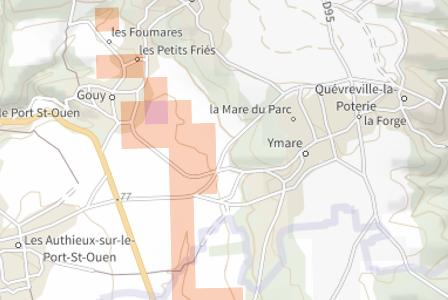 D95
les Foumares
les Petits Friés
Gouy
Quévreville-la-
Poterie
le Port St-Ouen
la Mare du Parc
la Forge
Ymare
77
Les Authieux-sur-le-
Port-St-Ouen